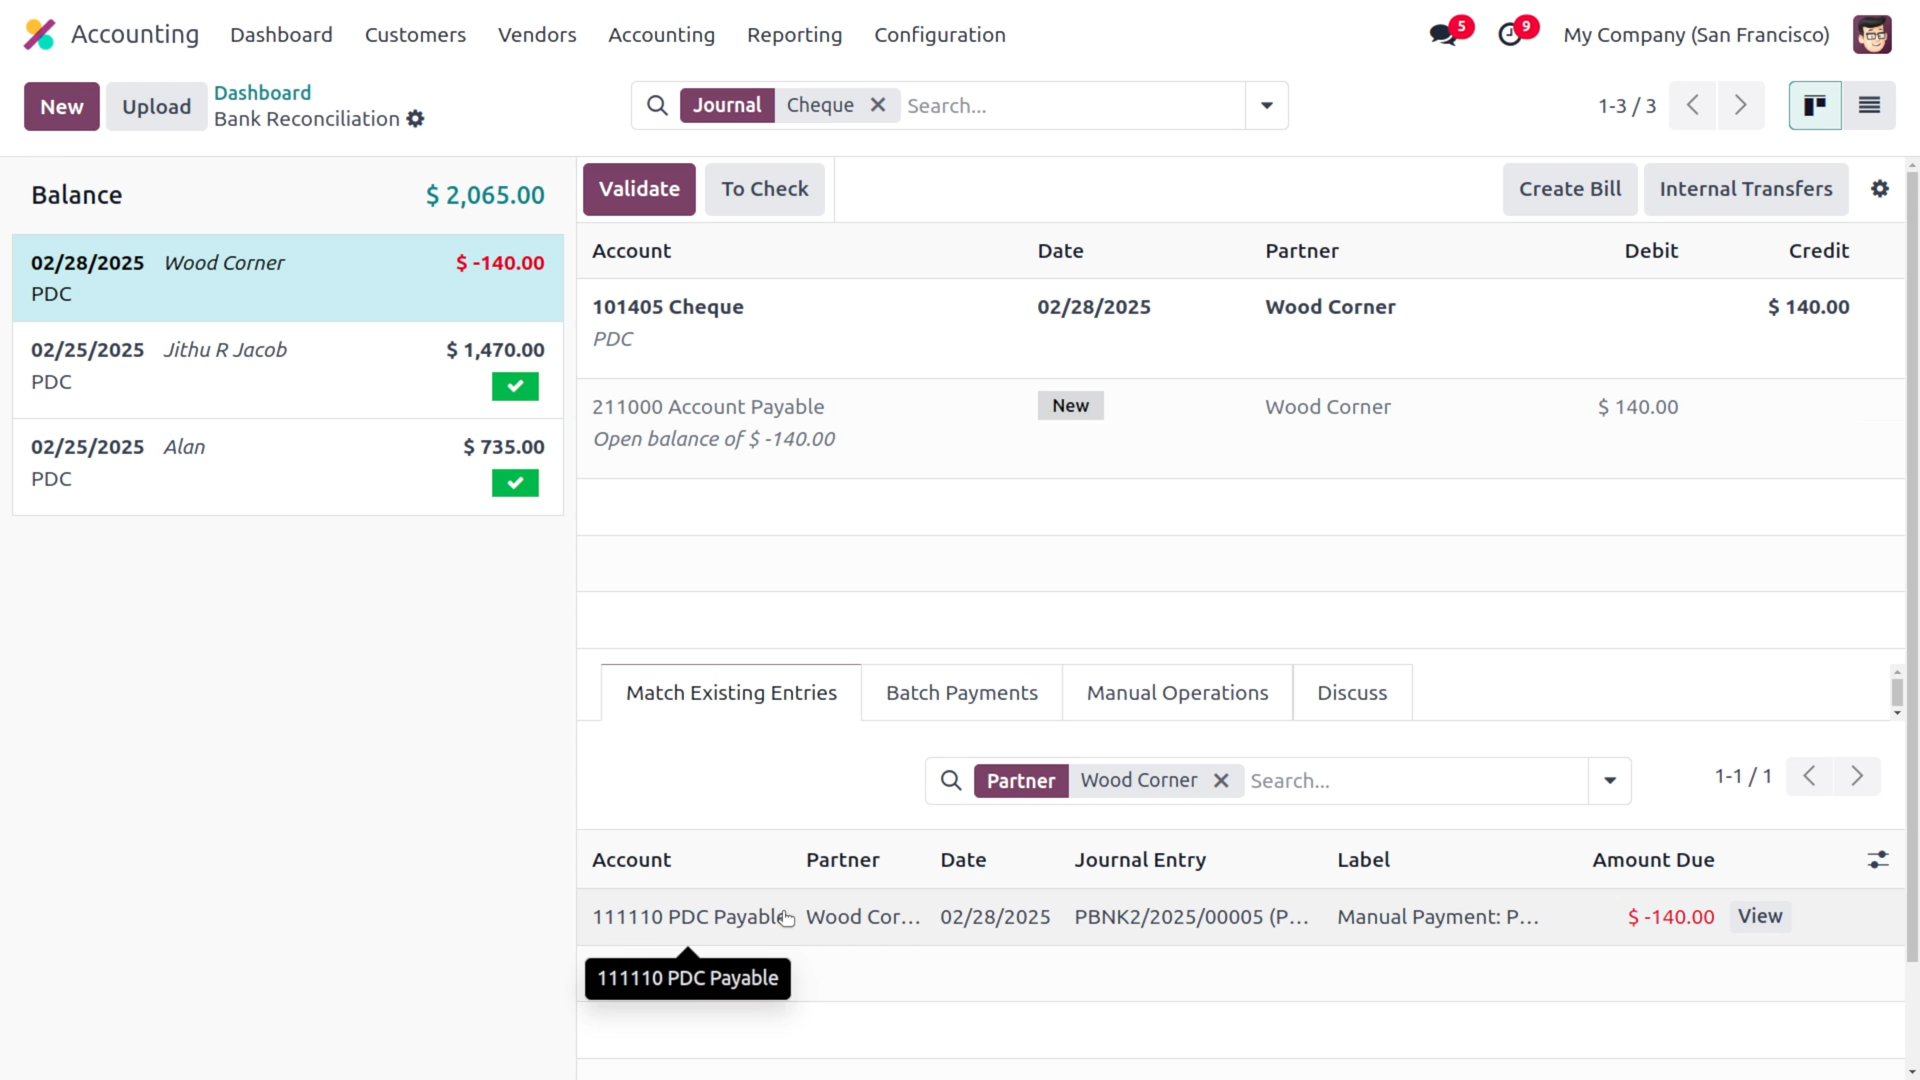 Accounting Dashboard Customers Vendors Accounting Reporting Configuration 5 9 My Company (San Francisco)
New Upload Dashboard
Bank Reconciliation
Journal Cheque Search... 1-3 / 3
Balance $ 2,065.00
02/28/2025 Wood Corner $ -140.00
PDC
02/25/2025 Jithu R Jacob $ 1,470.00
PDC
02/25/2025 Alan $ 735.00
PDC
Validate To Check Create Bill Internal Transfers
Account Date Partner Debit Credit
101405 Cheque 02/28/2025 Wood Corner $ 140.00
PDC
211000 Account Payable New Wood Corner $ 140.00
Open balance of $ -140.00
Match Existing Entries Batch Payments Manual Operations Discuss
Partner Wood Corner Search... 1-1 / 1
Account Partner Date Journal Entry Label Amount Due
111110 PDC Payable Wood Cor... 02/28/2025 PBNK2/2025/00005 (P... Manual Payment: P... $ -140.00 View
111110 PDC Payable